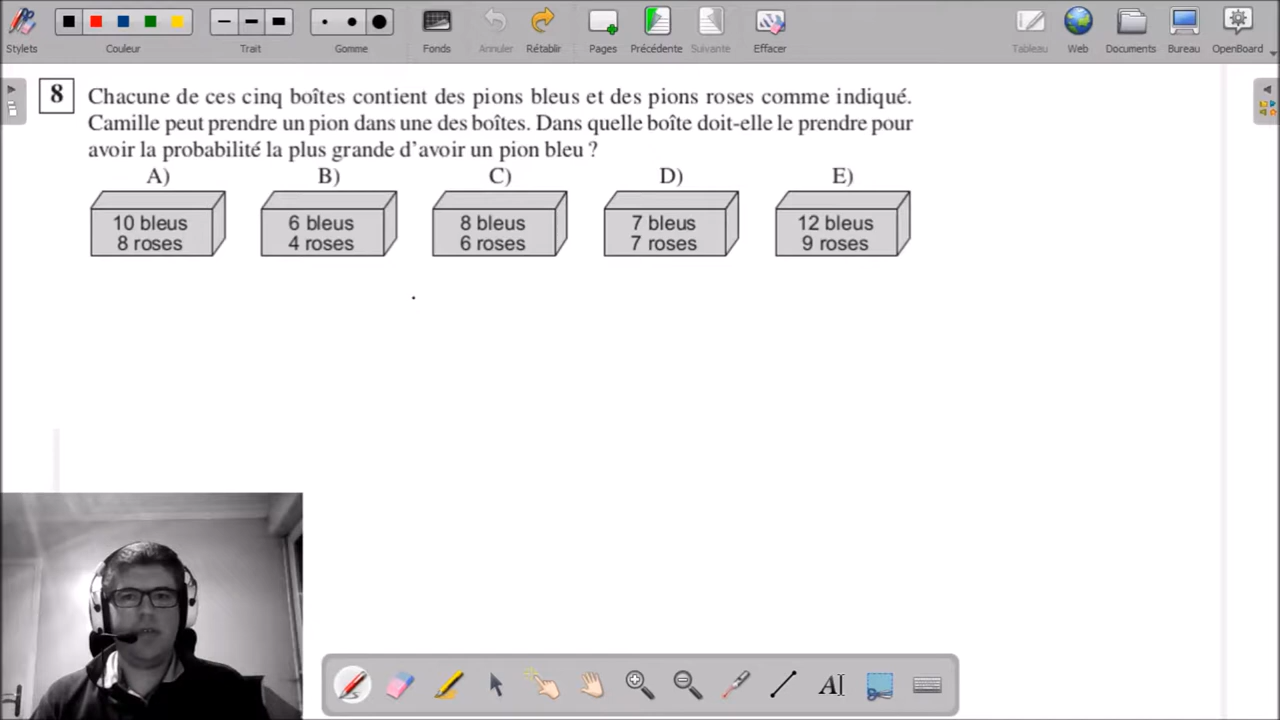 Stylets Couleur Trait Gomme Fonds Annuler Rétablir Pages Précédente Suivante Effacer Tableau Web Documents Bureau OpenBoard
8 Chacune de ces cinq boîtes contient des pions bleus et des pions roses comme indiqué.
Camille peut prendre un pion dans une des boîtes. Dans quelle boîte doit-elle le prendre pour
avoir la probabilité la plus grande d'avoir un pion bleu ?
A) B) C) D) E)
10 bleus 6 bleus 8 bleus 7 bleus 12 bleus
8 roses 4 roses 6 roses 7 roses 9 roses
AI